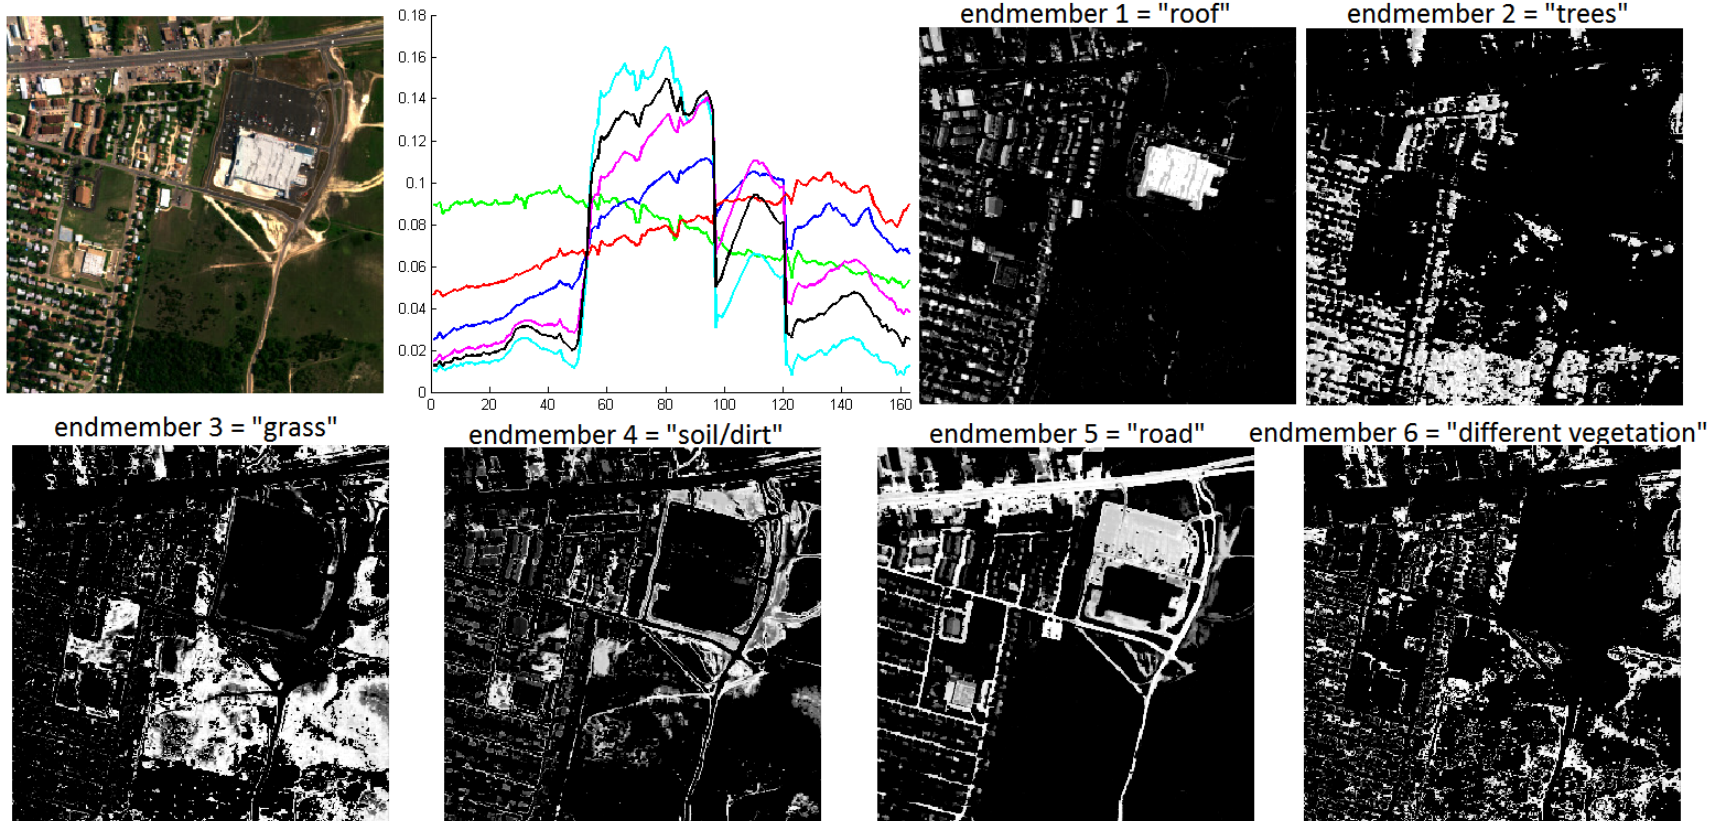 endmember 1 = "roof"
endmember 2 = "trees"
0.18
0.16
0.14
0.12
0.1
0.08
0.06
0.04
0.02
0
0 20 40 60 80 100 120 140 160
endmember 3 = "grass"
endmember 4 = "soil/dirt"
endmember 5 = "road"
endmember 6 = "different vegetation"